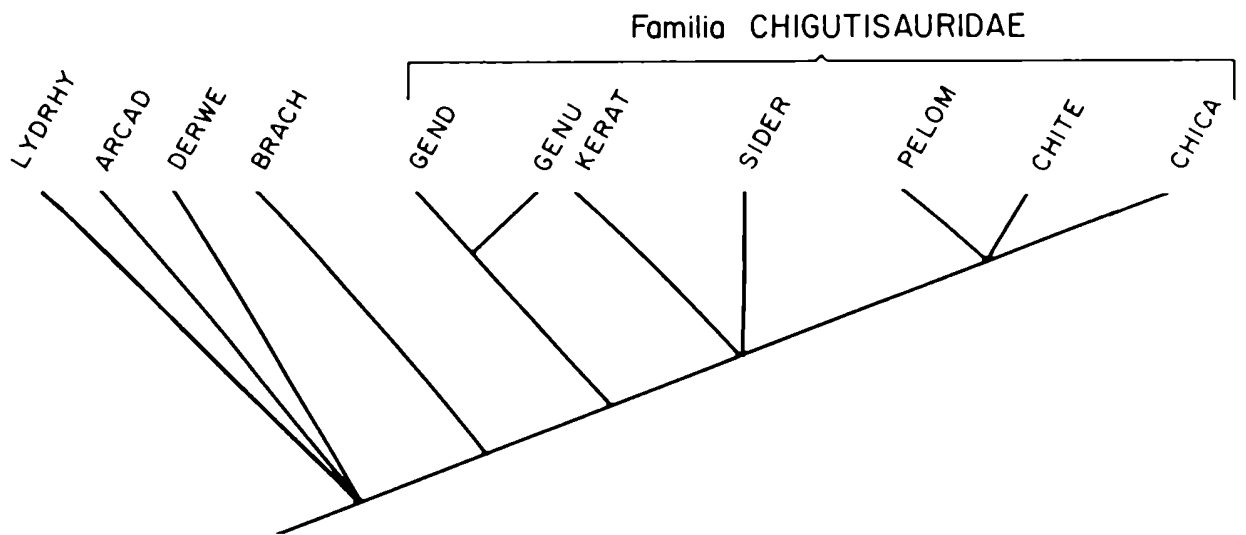 Familia CHIGUTISAURIDAE
LYDRHY
ARCAD
DERWE
BRACH
GEND
GENU
KERAT
SIDER
PELOM
CHITE
CHICA